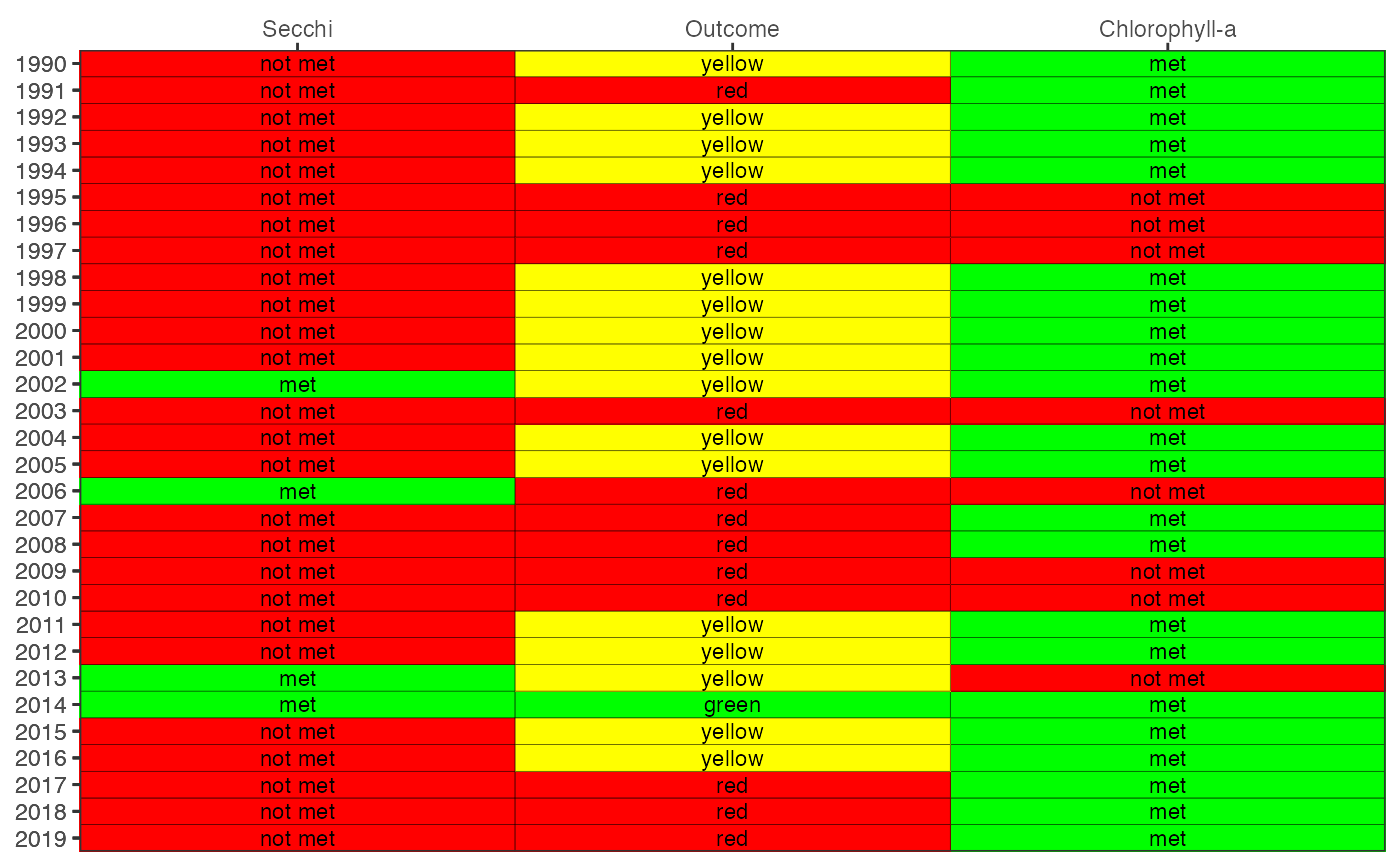 Secchi Outcome Chlorophyll-a
1990 not met yellow met
1991 not met red met
1992 not met yellow met
1993 not met yellow met
1994 not met yellow met
1995 not met red not met
1996 not met red not met
1997 not met red not met
1998 not met yellow met
1999 not met yellow met
2000 not met yellow met
2001 not met yellow met
2002 met yellow met
2003 not met red not met
2004 not met yellow met
2005 not met yellow met
2006 met red not met
2007 not met red met
2008 not met red met
2009 not met red not met
2010 not met red not met
2011 not met yellow met
2012 not met yellow met
2013 met yellow not met
2014 met green met
2015 not met yellow met
2016 not met yellow met
2017 not met red met
2018 not met red met
2019 not met red met